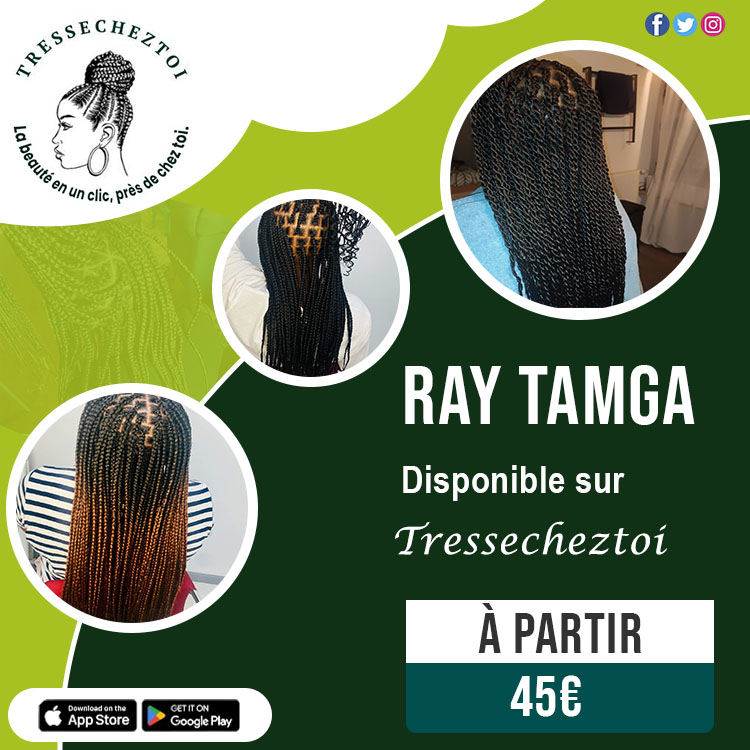 TRESSECHEZTOI
La beauté en un clic, près de chez toi.
RAY TAMGA
Disponible sur
Tressecheztoi
À PARTIR
45€
Download on the
App Store
GET IT ON
Google Play